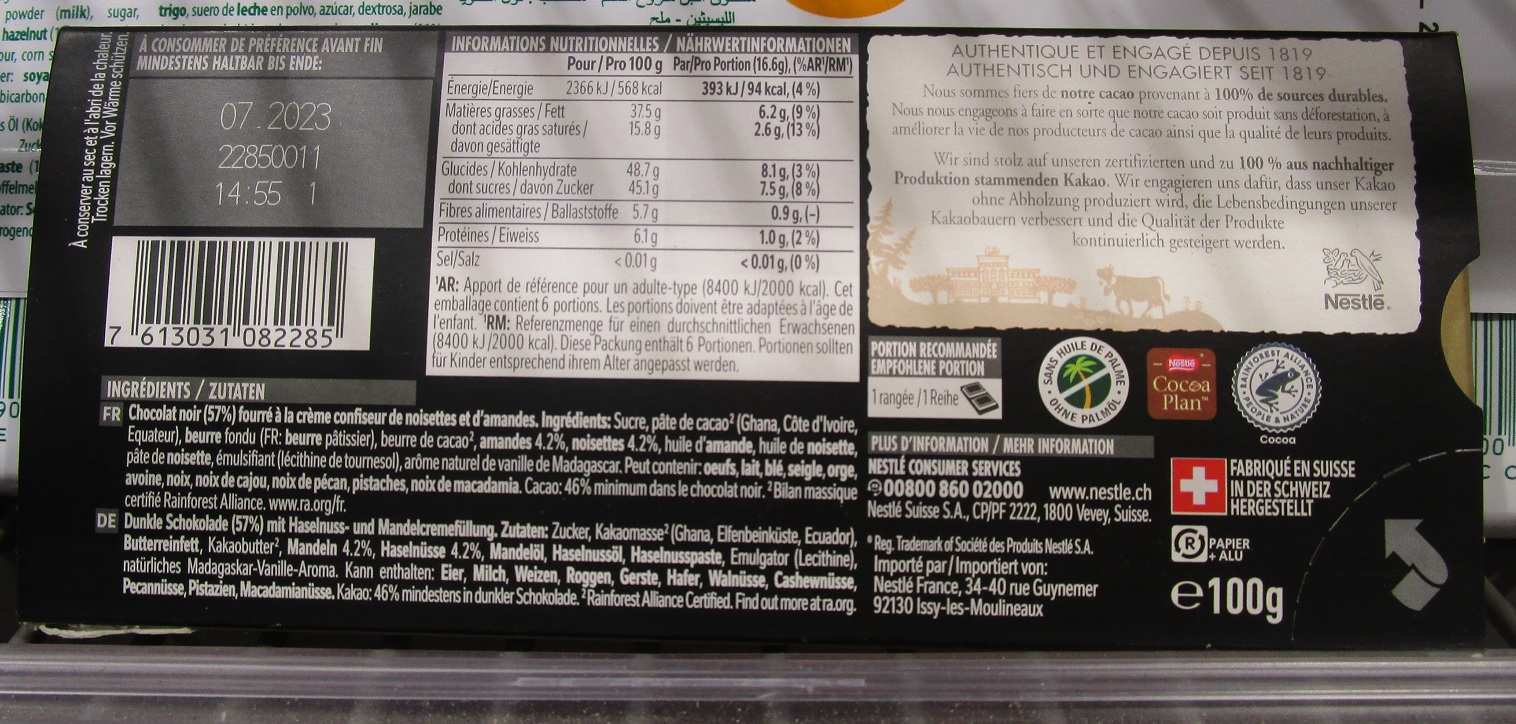 powder (milk), sugar,
hazelnut
corn
soya
bicarbon
Öl
trigo, suero de leche en polvo, azúcar, dextrosa, jarabe
À conserver au sec et à l'abri de la chaleur.
Trocken lagern. Vor Wärme schützen.
À CONSOMMER DE PRÉFÉRENCE AVANT FIN
MINDESTENS HALTBAR BIS ENDE:
07.2023
22850011
14:55 1
7 613031 082285
INFORMATIONS NUTRITIONNELLES / NÄHRWERTINFORMATIONEN
Pour / Pro 100 g Par/Pro Portion (16.6g), (%AR¹/RM¹)
Énergie/Energie 2366 kJ / 568 kcal 393 kJ / 94 kcal, (4 %)
Matières grasses / Fett 37.5 g 6.2 g, (9 %)
dont acides gras saturés / 15.8 g 2.6 g, (13 %)
davon gesättigte
Glucides / Kohlenhydrate 48.7 g 8.1 g, (3 %)
dont sucres / davon Zucker 45.1 g 7.5 g, (8 %)
Fibres alimentaires / Ballaststoffe 5.7 g 0.9 g, (-)
Protéines / Eiweiss 6.1 g 1.0 g, (2 %)
Sel/Salz < 0.01 g < 0.01 g, (0 %)
¹AR: Apport de référence pour un adulte-type (8400 kJ/2000 kcal). Cet
emballage contient 6 portions. Les portions doivent être adaptées à l'âge de
l'enfant. ¹RM: Referenzmenge für einen durchschnittlichen Erwachsenen
(8400 kJ/2000 kcal). Diese Packung enthält 6 Portionen. Portionen sollten
für Kinder entsprechend ihrem Alter angepasst werden.
AUTHENTIQUE ET ENGAGÉ DEPUIS 1819
AUTHENTISCH UND ENGAGIERT SEIT 1819
Nous sommes fiers de notre cacao provenant à 100% de sources durables.
Nous nous engageons à faire en sorte que notre cacao soit produit sans déforestation, à
améliorer la vie de nos producteurs de cacao ainsi que la qualité de leurs produits.
Wir sind stolz auf unseren zertifizierten und zu 100 % aus nachhaltiger
Produktion stammenden Kakao. Wir engagieren uns dafür, dass unser Kakao
ohne Abholzung produziert wird, die Lebensbedingungen unserer
Kakaobauern verbessert und die Qualität der Produkte
kontinuierlich gesteigert werden.
Nestlé.
PORTION RECOMMANDÉE
EMPFOHLENE PORTION
1 rangée / 1 Reihe
SANS HUILE DE PALME
OHNE PALMÖL
Nestlé
Cocoa
Plan™
RAINFOREST ALLIANCE
PEOPLE & NATURE
Cocoa
INGRÉDIENTS / ZUTATEN
FR Chocolat noir (57%) fourré à la crème confiseur de noisettes et d'amandes. Ingrédients: Sucre, pâte de cacao² (Ghana, Côte d'Ivoire,
Equateur), beurre fondu (FR: beurre pâtissier), beurre de cacao², amandes 4.2%, noisettes 4.2%, huile d'amande, huile de noisette,
pâte de noisette, émulsifiant (lécithine de tournesol), arôme naturel de vanille de Madagascar. Peut contenir: oeufs, lait, blé, seigle, orge,
avoine, noix, noix de cajou, noix de pécan, pistaches, noix de macadamia. Cacao: 46% minimum dans le chocolat noir. ²Bilan massique
certifié Rainforest Alliance. www.ra.org/fr.
DE Dunkle Schokolade (57%) mit Haselnuss- und Mandelcremefüllung. Zutaten: Zucker, Kakaomasse² (Ghana, Elfenbeinküste, Ecuador),
Butterreinfett, Kakaobutter², Mandeln 4.2%, Haselnüsse 4.2%, Mandelöl, Haselnussöl, Haselnusspaste, Emulgator (Lecithine),
natürliches Madagaskar-Vanille-Aroma. Kann enthalten: Eier, Milch, Weizen, Roggen, Gerste, Hafer, Walnüsse, Cashewnüsse,
Pecannüsse, Pistazien, Macadamianüsse. Kakao: 46% mindestens in dunkler Schokolade. ²Rainforest Alliance Certified. Find out more at ra.org.
PLUS D'INFORMATION / MEHR INFORMATION
NESTLÉ CONSUMER SERVICES
00800 860 02000 www.nestle.ch
Nestlé Suisse S.A., CP/PF 2222, 1800 Vevey, Suisse.
* Reg. Trademark of Société des Produits Nestlé S.A.
Importé par / Importiert von:
Nestlé France, 34-40 rue Guynemer
92130 Issy-les-Moulineaux
FABRIQUÉ EN SUISSE
IN DER SCHWEIZ
HERGESTELLT
R PAPIER
+ ALU
e100g